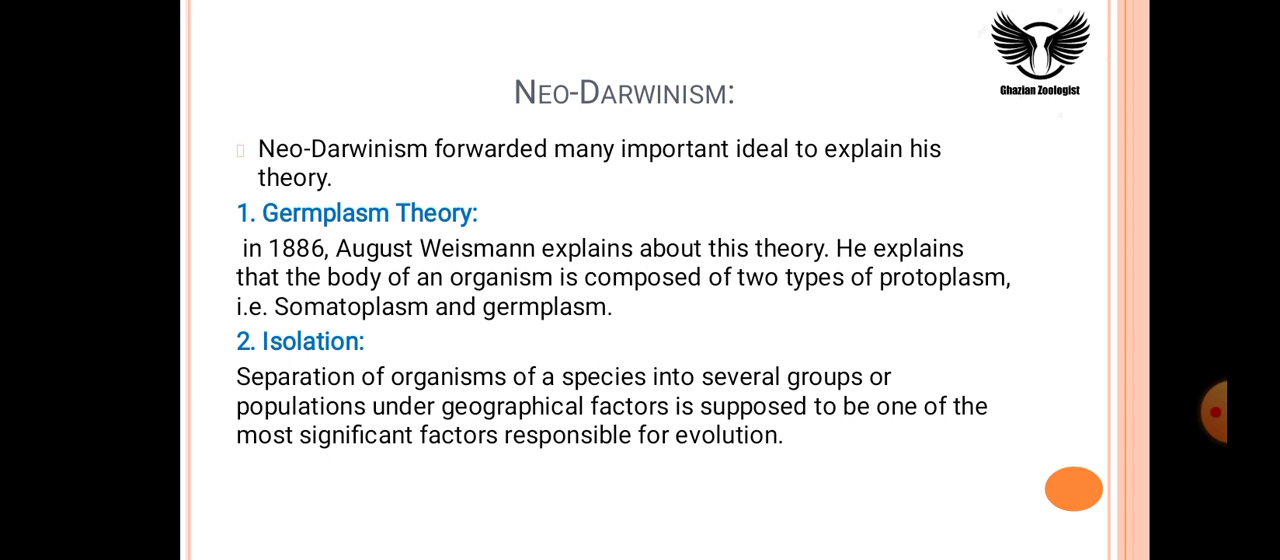 Ghazian Zoologist
NEO-DARWINISM:
Neo-Darwinism forwarded many important ideal to explain his
theory.
1. Germplasm Theory:
in 1886, August Weismann explains about this theory. He explains
that the body of an organism is composed of two types of protoplasm,
i.e. Somatoplasm and germplasm.
2. Isolation:
Separation of organisms of a species into several groups or
populations under geographical factors is supposed to be one of the
most significant factors responsible for evolution.